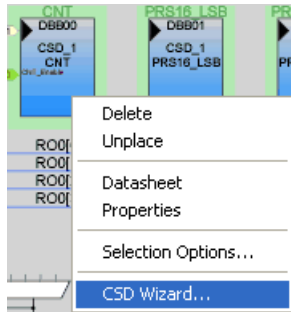 CNT
PRS16_LSB
PR
DBB00
DBB01
CSD_1
CNT
CSD_1
PRS16_LSB
Delete
Unplace
Datasheet
Properties
Selection Options...
CSD Wizard...
RO0[
RO0[
RO0[
RO0[